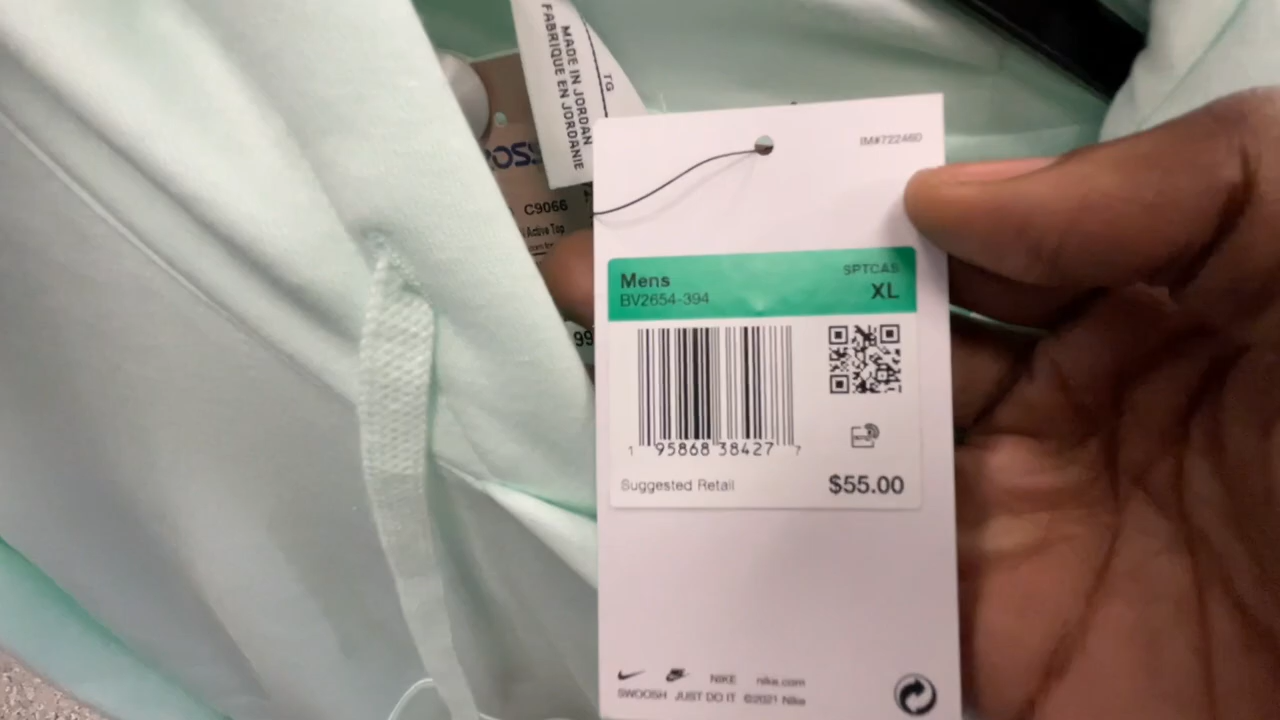 MADE IN JORDAN
FABRIQUE EN JORDANIE
TG
C9066
Active Top
99
IM#722460
Mens
SPTCAS
BV2654-394
XL
1 95868 38427 7
Suggested Retail
$55.00
NIKE nike.com
SWOOSH JUST DO IT ©2021 Nike